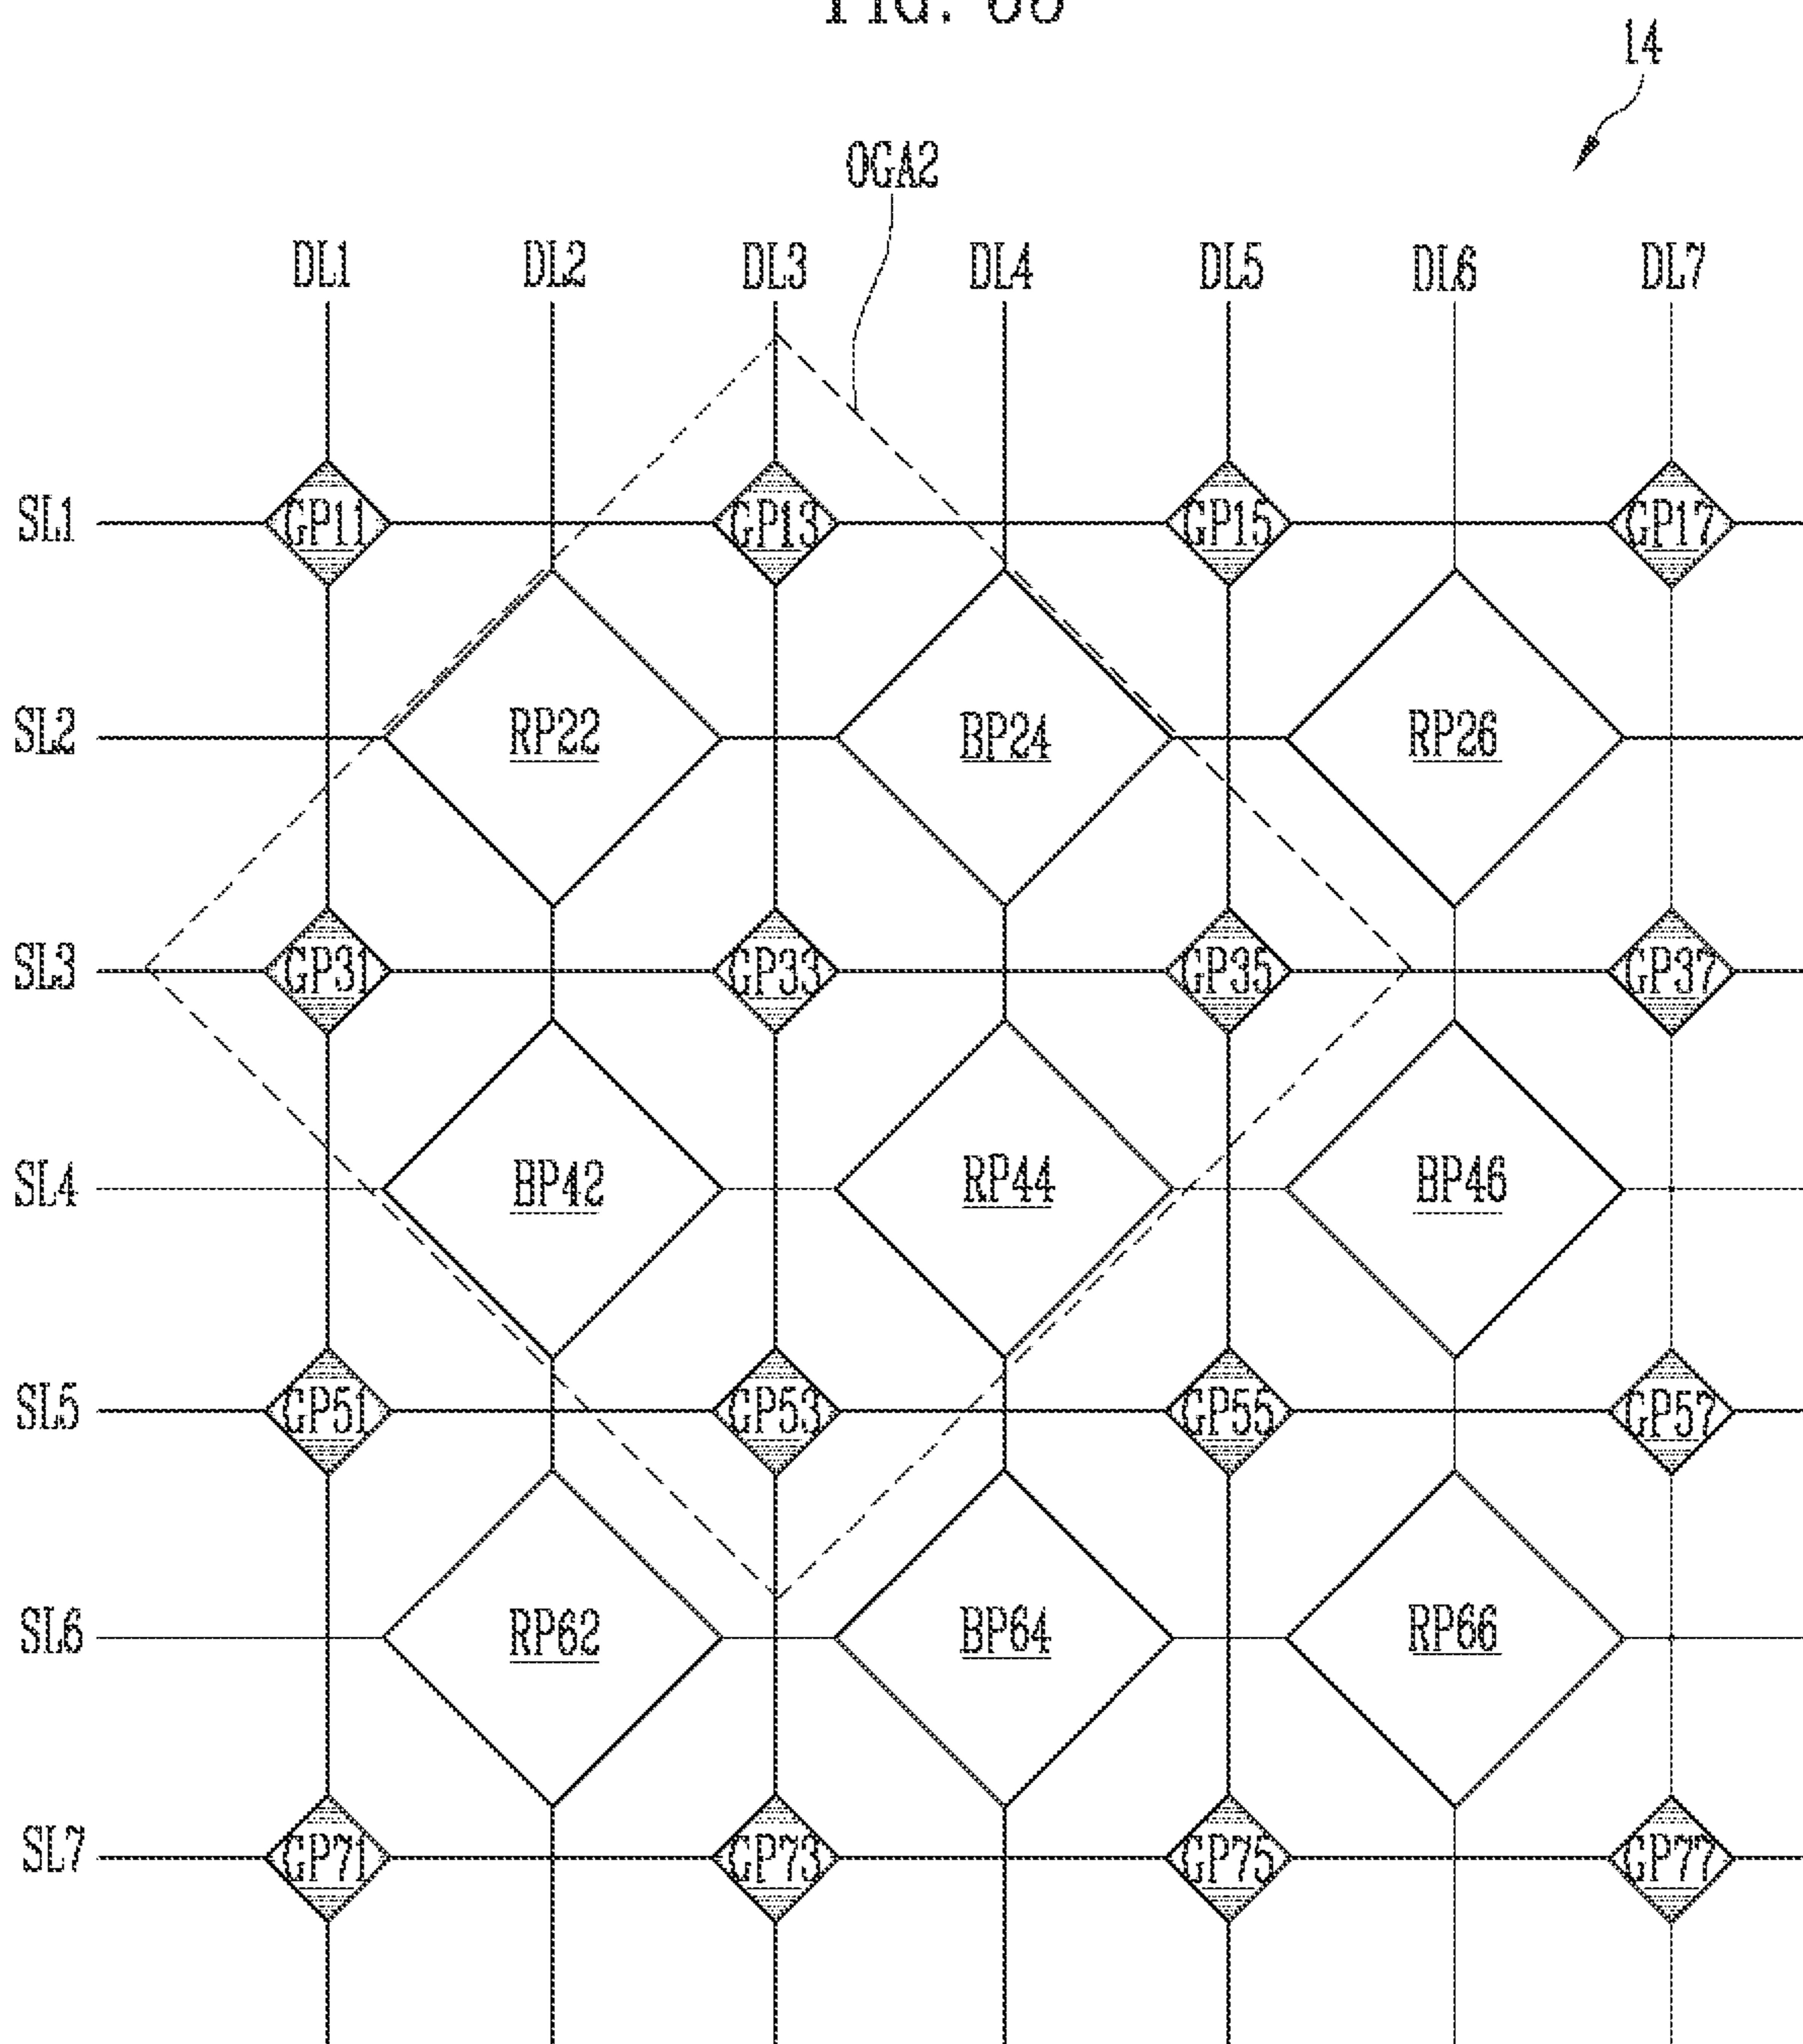 14
OGA2
DL1 DL2 DL3 DL4 DL5 DL6 DL7
SL1 GP11 GP13 GP15 GP17
SL2 RP22 BP24 RP26
SL3 GP31 GP33 GP35 GP37
SL4 BP42 RP44 BP46
SL5 GP51 GP53 GP55 GP57
SL6 RP62 BP64 RP66
SL7 GP71 GP73 GP75 GP77